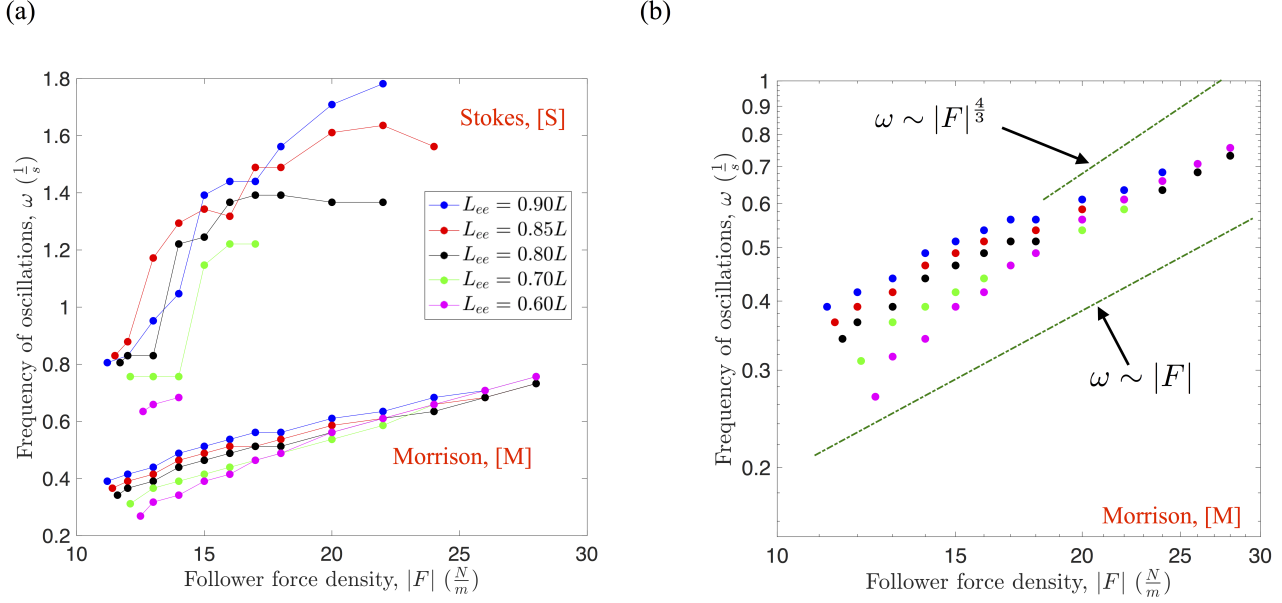 (a)
(b)
Stokes, [S]
L_ee = 0.90L
L_ee = 0.85L
L_ee = 0.80L
L_ee = 0.70L
L_ee = 0.60L
Morrison, [M]
Frequency of oscillations, ω (1/s)
1.8
1.6
1.4
1.2
1
0.8
0.6
0.4
0.2
10
15
20
25
30
Follower force density, |F| (N/m)
ω ∼ |F|^{4/3}
ω ∼ |F|
Morrison, [M]
Frequency of oscillations, ω (1/s)
1
0.9
0.8
0.7
0.6
0.5
0.4
0.3
0.2
10
15
20
25
30
Follower force density, |F| (N/m)